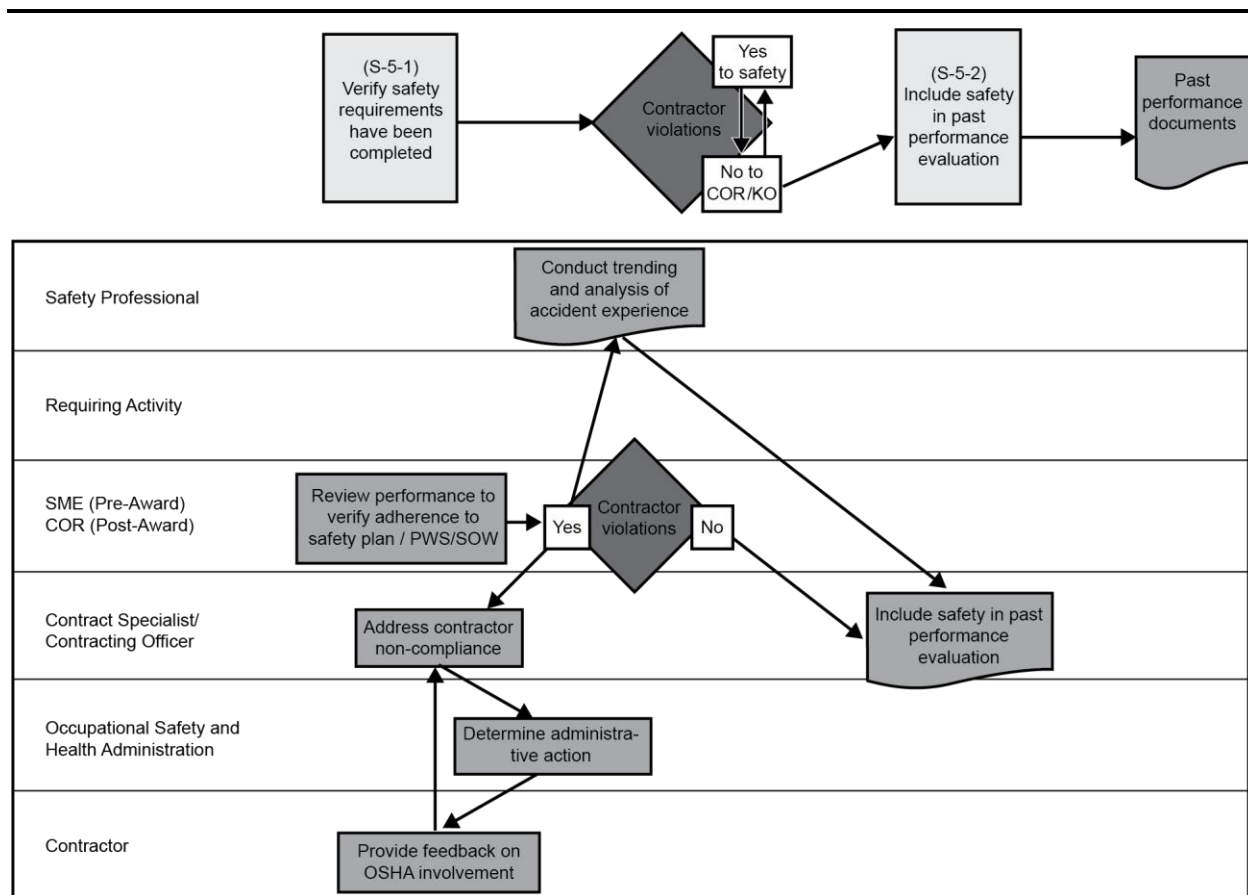 (S-5-1)
Verify safety
requirements
have been
completed
Contractor
violations
Yes
to safety
No to
COR/KO
(S-5-2)
Include safety
in past
performance
evaluation
Past
performance
documents
Safety Professional
Conduct trending
and analysis of
accident experience
Requiring Activity
SME (Pre-Award)
COR (Post-Award)
Review performance to
verify adherence to
safety plan / PWS/SOW
Yes
Contractor
violations
No
Contract Specialist/
Contracting Officer
Address contractor
non-compliance
Include safety in past
performance
evaluation
Occupational Safety and
Health Administration
Determine administra-
tive action
Contractor
Provide feedback on
OSHA involvement